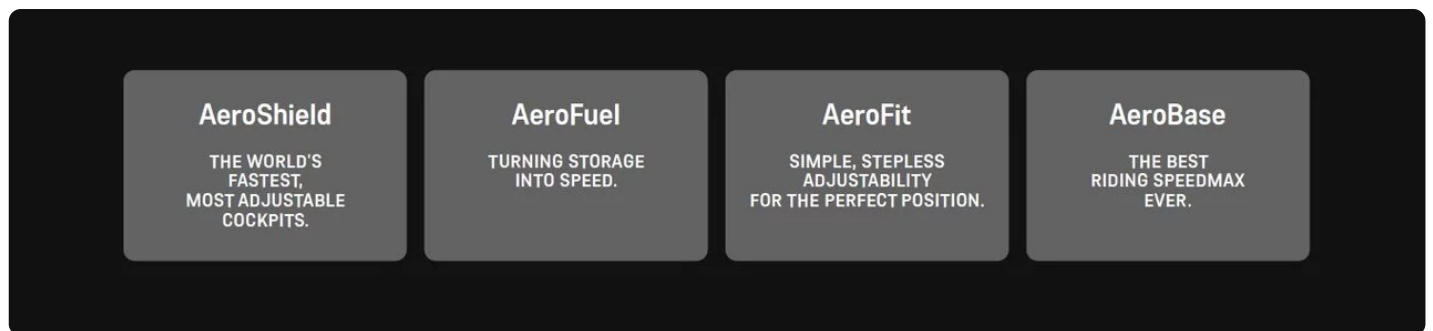 AeroShield
THE WORLD'S
FASTEST,
MOST ADJUSTABLE
COCKPITS.
AeroFuel
TURNING STORAGE
INTO SPEED.
AeroFit
SIMPLE, STEPLESS
ADJUSTABILITY
FOR THE PERFECT POSITION.
AeroBase
THE BEST
RIDING SPEEDMAX
EVER.